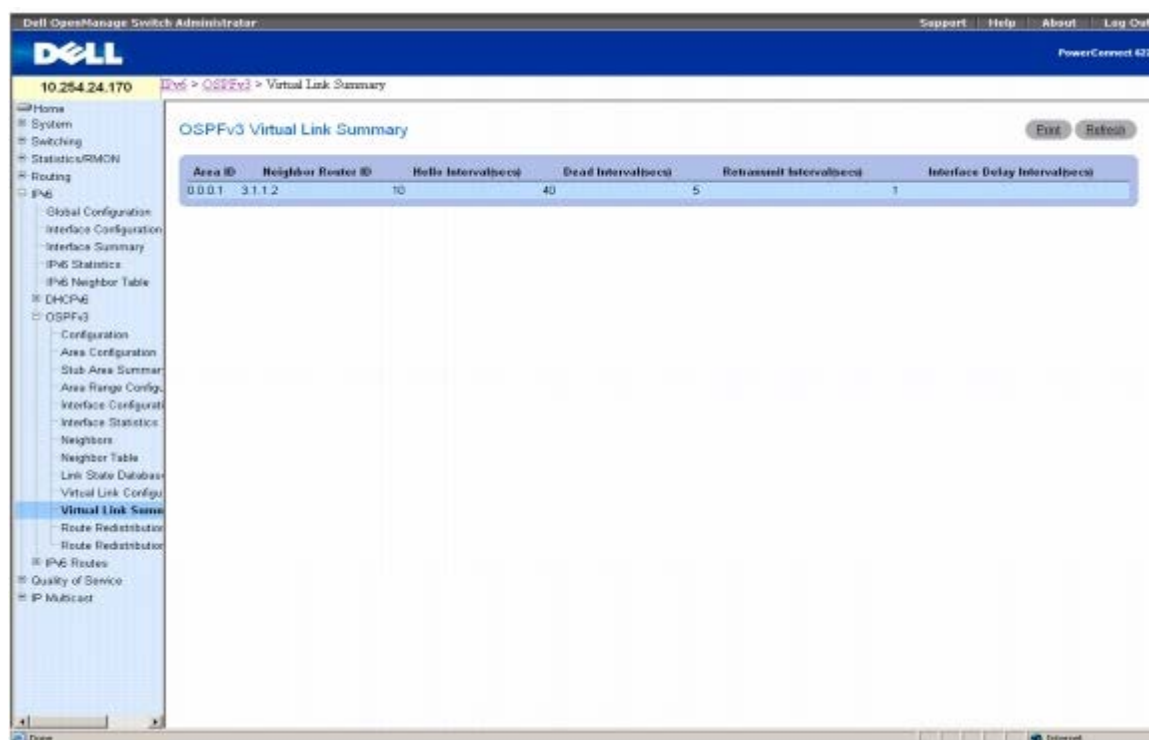 Dell OpenManage Switch Administrator Support Help About Log Out
DELL
PowerConnect 622
10.254.24.170
IPv6 > OSPFv3 > Virtual Link Summary
Home
System
Switching
Statistics/RMON
Routing
IPv6
Global Configuration
Interface Configuration
Interface Summary
IPv6 Statistics
IPv6 Neighbor Table
DHCPv6
OSPFv3
Configuration
Area Configuration
Stub Area Summar
Area Range Configu
Interface Configurati
Interface Statistics
Neighbors
Neighbor Table
Link State Database
Virtual Link Configu
Virtual Link Summ
Route Redistribution
Route Redistribution
IPv6 Routes
Quality of Service
IP Multicast
OSPFv3 Virtual Link Summary
Print Refresh
Area ID Neighbor Router ID Hello Interval(secs) Dead Interval(secs) Retransmit Interval(secs) Interface Delay Interval(secs)
0.0.0.1 3.1.1.2 10 40 5 1
Done Internet